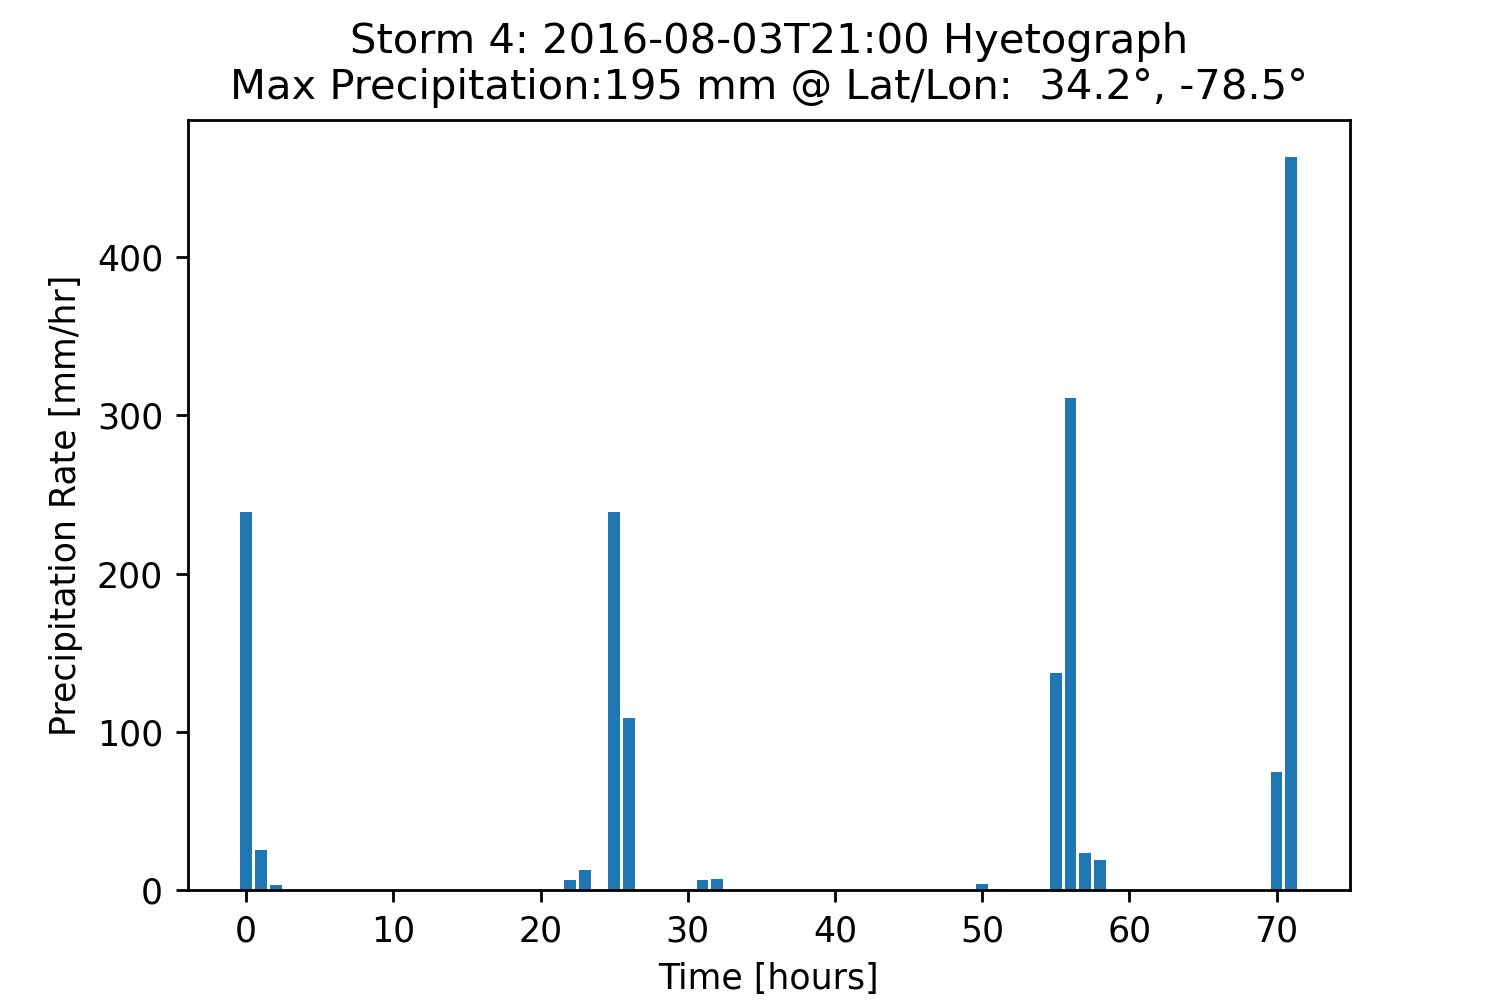 Storm 4: 2016-08-03T21:00 Hyetograph
Max Precipitation:195 mm @ Lat/Lon:  34.2°, -78.5°
Precipitation Rate [mm/hr]
400
300
200
100
0
0 10 20 30 40 50 60 70
Time [hours]